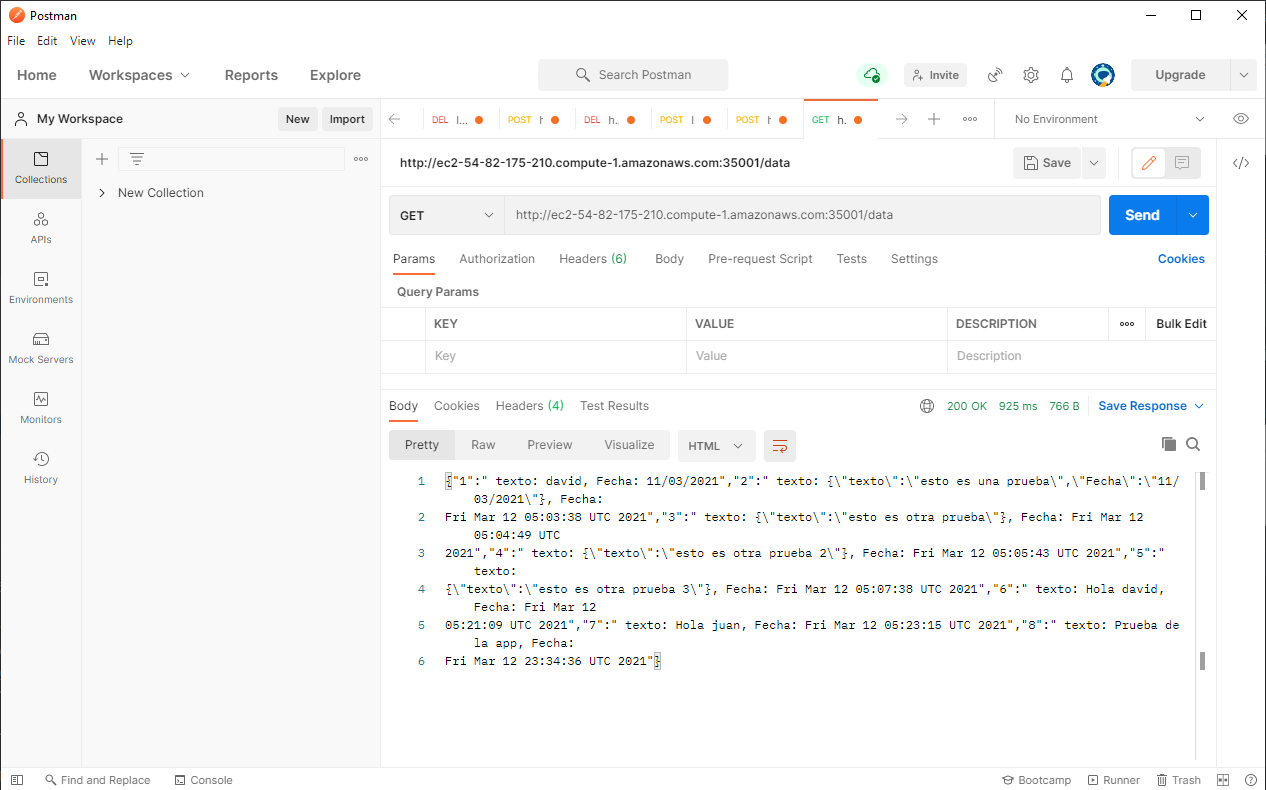 Postman
File Edit View Help
Home Workspaces Reports Explore Search Postman Invite Upgrade
My Workspace New Import
DEL l... POST h DEL h. POST l POST h GET h. No Environment
Collections
APIs
Environments
Mock Servers
Monitors
History
New Collection
http://ec2-54-82-175-210.compute-1.amazonaws.com:35001/data Save
GET http://ec2-54-82-175-210.compute-1.amazonaws.com:35001/data Send
Params Authorization Headers (6) Body Pre-request Script Tests Settings Cookies
Query Params
KEY VALUE DESCRIPTION Bulk Edit
Key Value Description
Body Cookies Headers (4) Test Results 200 OK 925 ms 766 B Save Response
Pretty Raw Preview Visualize HTML
1 {"1":" texto: david, Fecha: 11/03/2021","2":" texto: {\"texto\":\"esto es una prueba\",\"Fecha\":\"11/
03/2021\"}, Fecha:
2 Fri Mar 12 05:03:38 UTC 2021","3":" texto: {\"texto\":\"esto es otra prueba\"}, Fecha: Fri Mar 12
05:04:49 UTC
3 2021","4":" texto: {\"texto\":\"esto es otra prueba 2\"}, Fecha: Fri Mar 12 05:05:43 UTC 2021","5":"
texto:
4 {\"texto\":\"esto es otra prueba 3\"}, Fecha: Fri Mar 12 05:07:38 UTC 2021","6":" texto: Hola david,
Fecha: Fri Mar 12
5 05:21:09 UTC 2021","7":" texto: Hola juan, Fecha: Fri Mar 12 05:23:15 UTC 2021","8":" texto: Prueba de
la app, Fecha:
6 Fri Mar 12 23:34:36 UTC 2021"}
Find and Replace Console Bootcamp Runner Trash